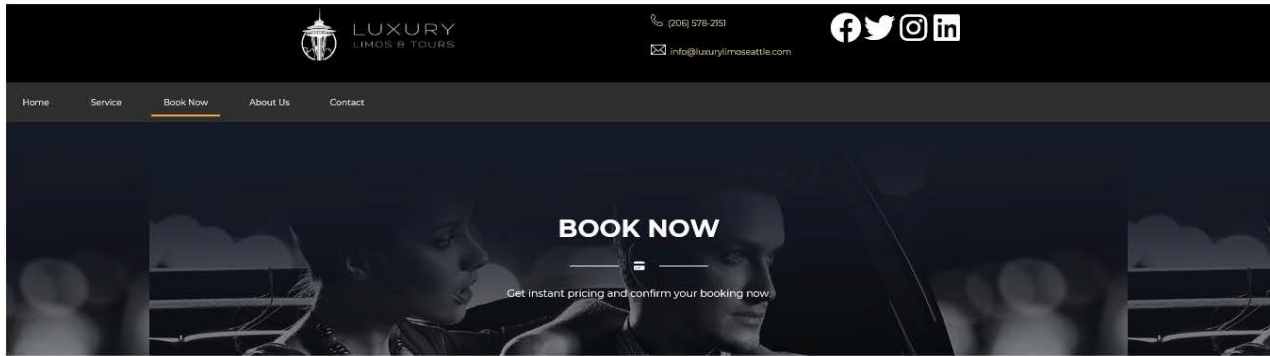 LUXURY
LIMOS & TOURS
(206) 578-2151
info@luxurylimoseattle.com
Home Service Book Now About Us Contact
BOOK NOW
Get instant pricing and confirm your booking now.